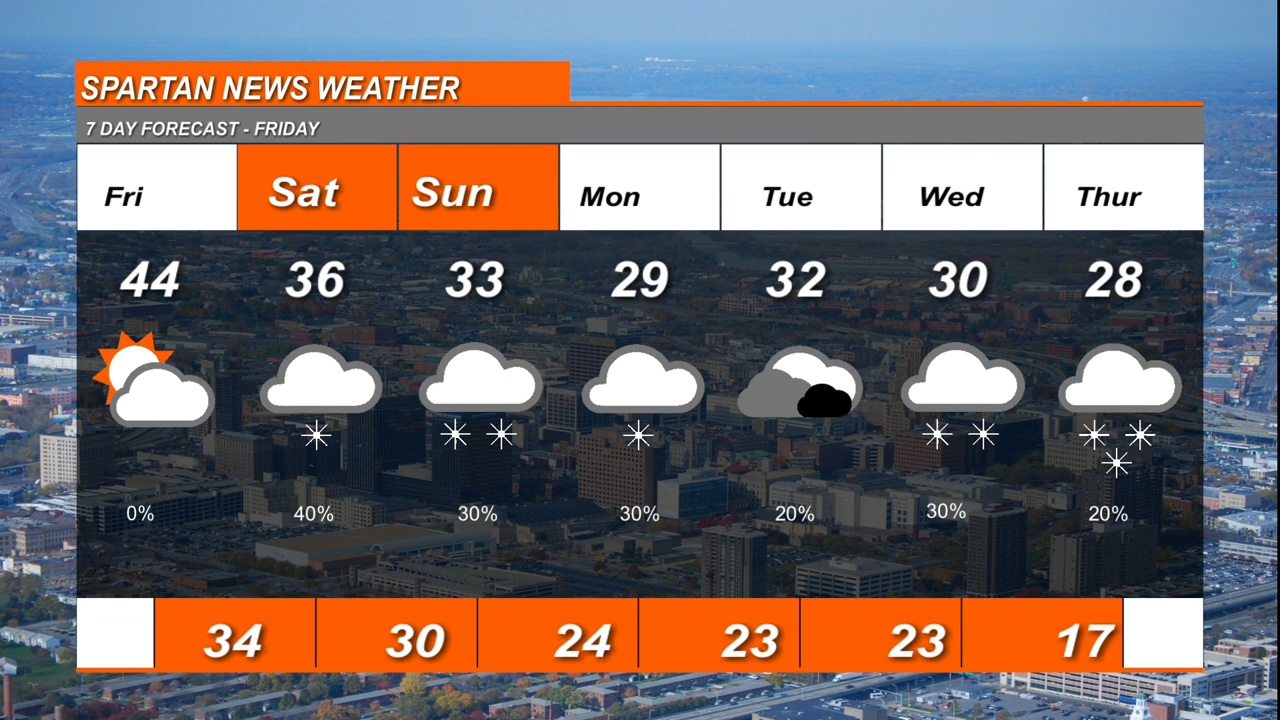 SPARTAN NEWS WEATHER
7 DAY FORECAST - FRIDAY
Fri Sat Sun Mon Tue Wed Thur
44 36 33 29 32 30 28
0% 40% 30% 30% 20% 30% 20%
34 30 24 23 23 17